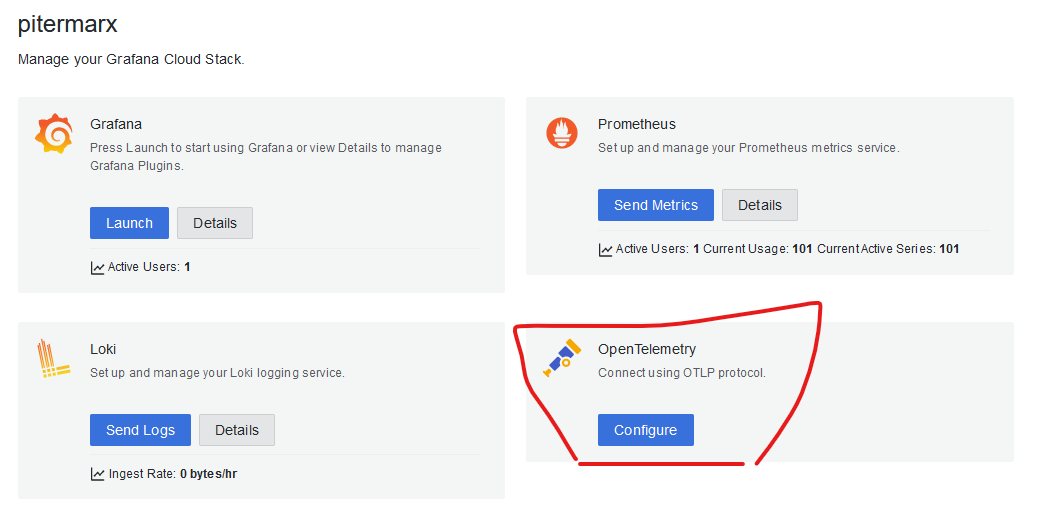 pitermarx
Manage your Grafana Cloud Stack.
Grafana
Press Launch to start using Grafana or view Details to manage
Grafana Plugins.
Launch
Details
Active Users: 1
Prometheus
Set up and manage your Prometheus metrics service.
Send Metrics
Details
Active Users: 1 Current Usage: 101 Current Active Series: 101
Loki
Set up and manage your Loki logging service.
Send Logs
Details
Ingest Rate: 0 bytes/hr
OpenTelemetry
Connect using OTLP protocol.
Configure